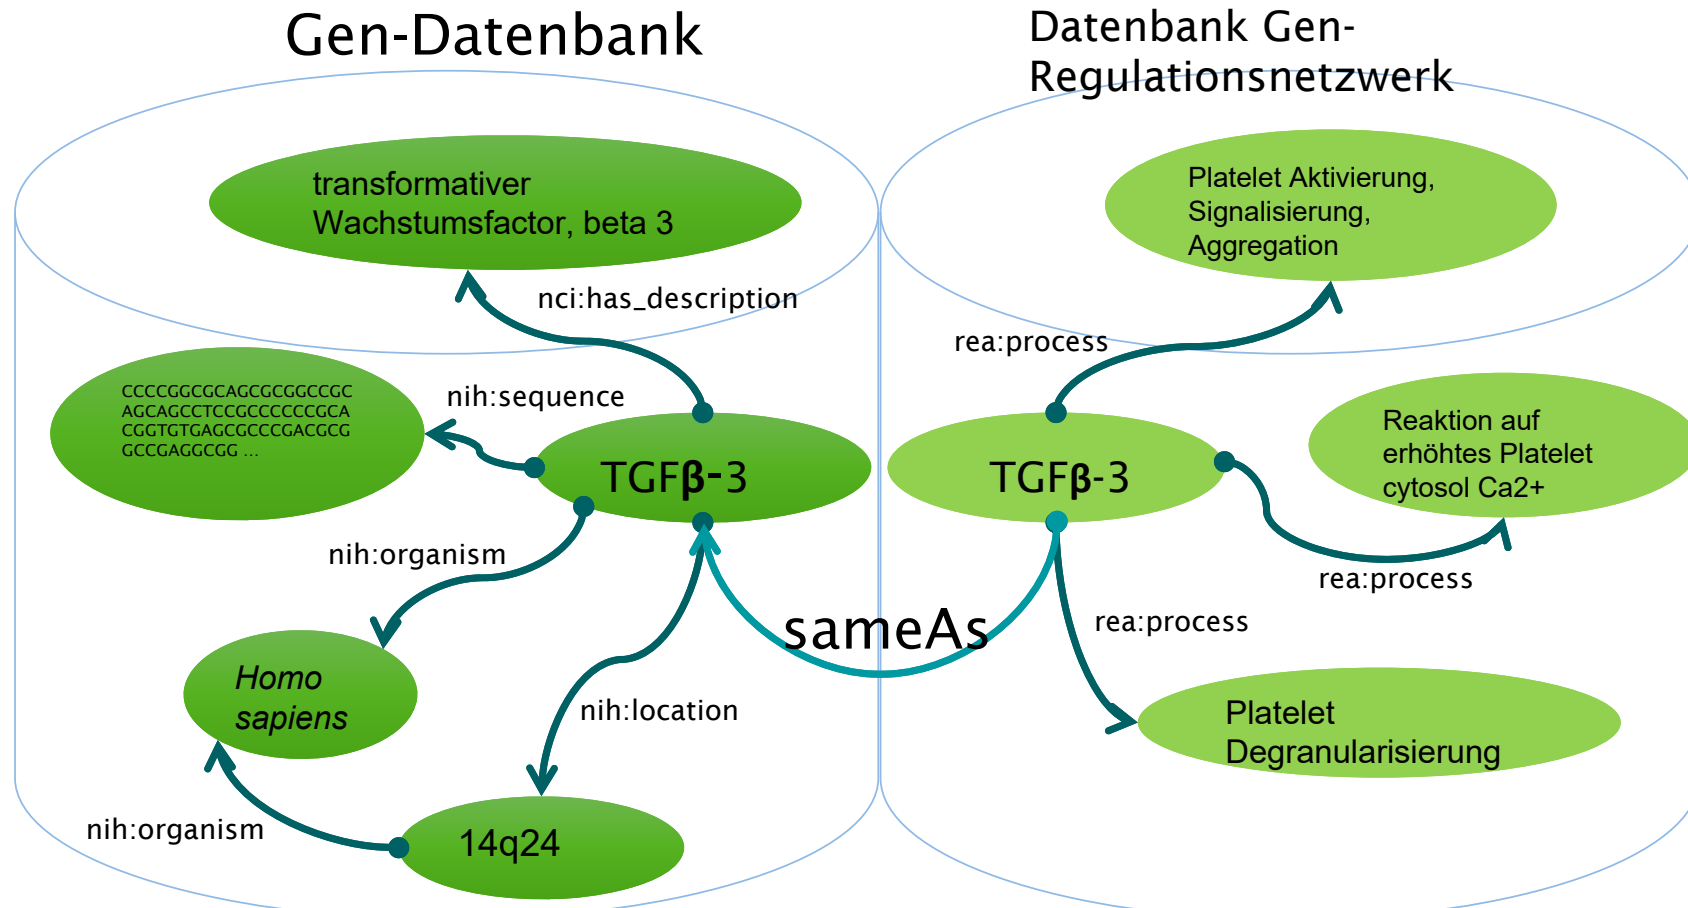 Gen-Datenbank
Datenbank Gen-
Regulationsnetzwerk
transformativer
Wachstumsfactor, beta 3
Platelet Aktivierung,
Signalisierung,
Aggregation
nci:has_description
rea:process
CCCCGGCGCAGCGCGGCCGC
AGCAGCCTCCGCCCCCCGCA
CGGTGTGAGCGCCCGACGCG
GCCGAGGCGG ...
nih:sequence
TGFβ-3
TGFβ-3
Reaktion auf
erhöhtes Platelet
cytosol Ca2+
nih:organism
rea:process
sameAs
rea:process
Homo
sapiens
nih:location
Platelet
Degranularisierung
nih:organism
14q24